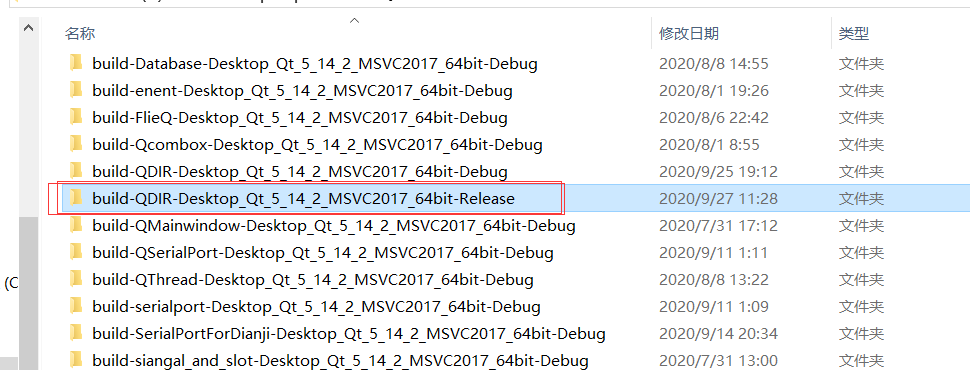 名称 修改日期 类型
build-Database-Desktop_Qt_5_14_2_MSVC2017_64bit-Debug 2020/8/8 14:55 文件夹
build-enent-Desktop_Qt_5_14_2_MSVC2017_64bit-Debug 2020/8/1 19:26 文件夹
build-FlieQ-Desktop_Qt_5_14_2_MSVC2017_64bit-Debug 2020/8/6 22:42 文件夹
build-Qcombox-Desktop_Qt_5_14_2_MSVC2017_64bit-Debug 2020/8/1 8:55 文件夹
build-QDIR-Desktop_Qt_5_14_2_MSVC2017_64bit-Debug 2020/9/25 19:12 文件夹
build-QDIR-Desktop_Qt_5_14_2_MSVC2017_64bit-Release 2020/9/27 11:28 文件夹
build-QMainwindow-Desktop_Qt_5_14_2_MSVC2017_64bit-Debug 2020/7/31 17:12 文件夹
build-QSerialPort-Desktop_Qt_5_14_2_MSVC2017_64bit-Debug 2020/9/11 1:11 文件夹
(C build-QThread-Desktop_Qt_5_14_2_MSVC2017_64bit-Debug 2020/8/8 13:22 文件夹
build-serialport-Desktop_Qt_5_14_2_MSVC2017_64bit-Debug 2020/9/11 1:09 文件夹
build-SerialPortForDianji-Desktop_Qt_5_14_2_MSVC2017_64bit-Debug 2020/9/14 20:34 文件夹
build-siangal_and_slot-Desktop_Qt_5_14_2_MSVC2017_64bit-Debug 2020/7/31 13:00 文件夹